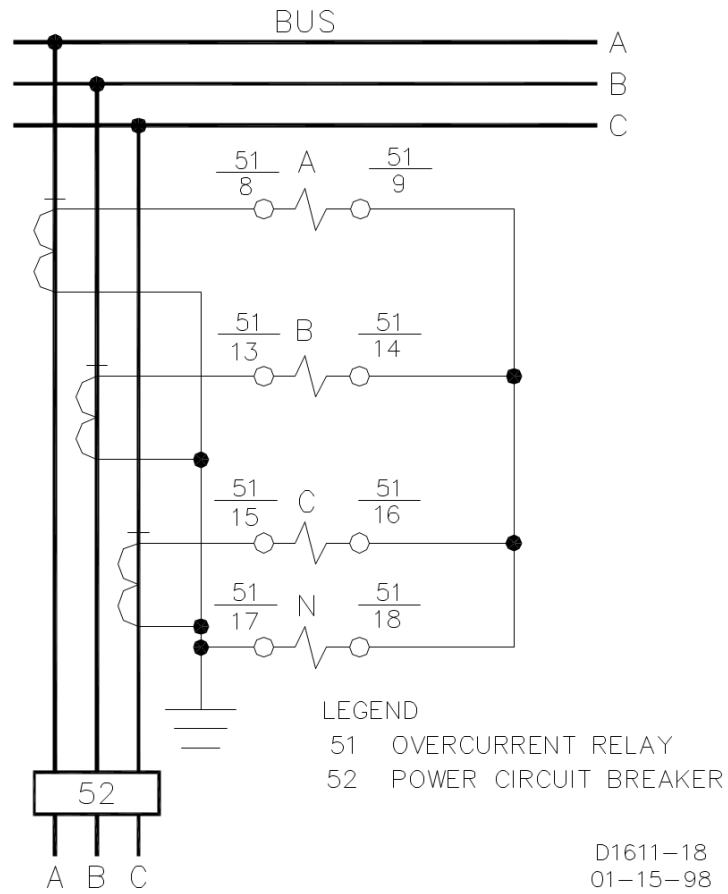 BUS
A
B
C
51
8
A
51
9
51
13
B
51
14
51
15
C
51
16
51
17
N
51
18
LEGEND
51 OVERCURRENT RELAY
52 POWER CIRCUIT BREAKER
52
A B C
D1611-18
01-15-98